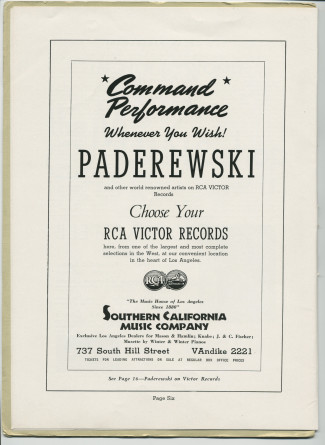 Command
Performance
Whenever You Wish!
PADEREWSKI
and other world renowned artists on RCA VICTOR
Records
Choose Your
RCA VICTOR RECORDS
here, from one of the largest and most complete
selections in the West, at our convenient location
in the heart of Los Angeles.
"The Music House of Los Angeles
Since 1880"
SOUTHERN CALIFORNIA
MUSIC COMPANY
Exclusive Los Angeles Dealers for Mason & Hamlin; Knabe; J. & C. Fischer;
Musette by Winter & Winter Pianos
737 South Hill Street VAndike 2221
TICKETS FOR LEADING ATTRACTIONS ON SALE AT REGULAR BOX OFFICE PRICES
See Page 14—Paderewski on Victor Records
Page Six